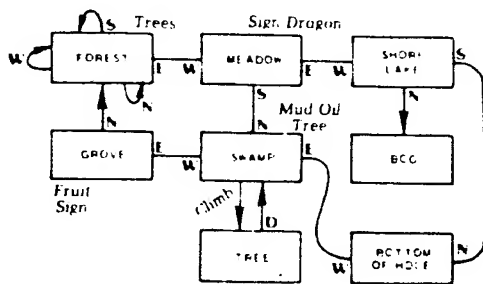 Trees
Sign Dragon
S
W
FOREST
E
W
MEADOW
E
W
SHORE
LAKE
S
N
S
N
N
N
Mud Oil
Tree
GROVE
E
W
SWAMP
E
BOG
Fruit
Sign
Climb
D
TREE
W
BOTTOM
OF HOLE
N